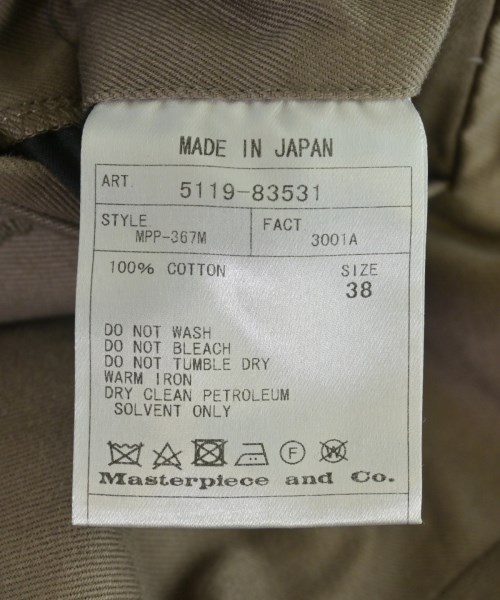 MADE IN JAPAN
ART. 5119-83531
STYLE MPP-367M FACT 3001A
100% COTTON SIZE
38
DO NOT WASH
DO NOT BLEACH
DO NOT TUMBLE DRY
WARM IRON
DRY CLEAN PETROLEUM
SOLVENT ONLY
F W
Masterpiece and Co.